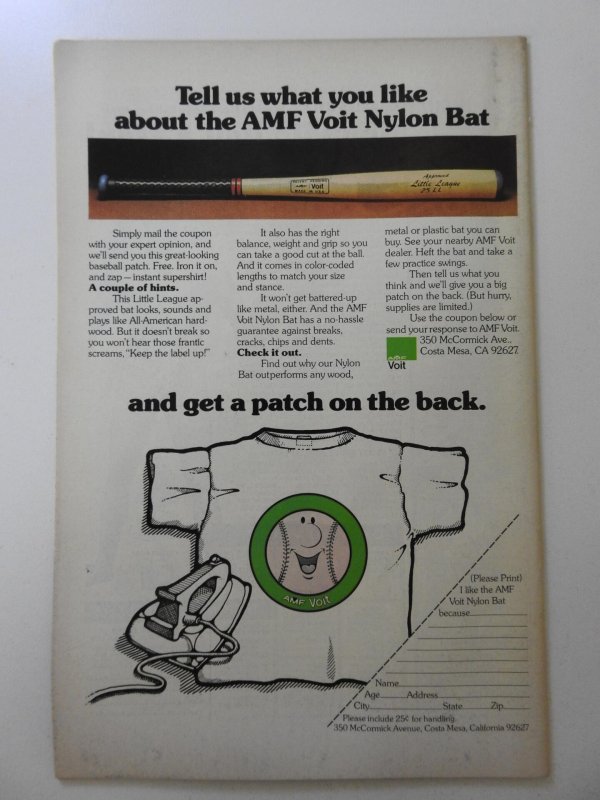 Tell us what you like
about the AMF Voit Nylon Bat
Voit
MADE IN U.S.A.
Approved
Little League
Simply mail the coupon
with your expert opinion, and
we'll send you this great-looking
baseball patch. Free. Iron it on,
and zap—instant supershirt!
A couple of hints.
This Little League ap-
proved bat looks, sounds and
plays like All-American hard-
wood. But it doesn't break so
you won't hear those frantic
screams, "Keep the label up!"
It also has the right
balance, weight and grip so you
can take a good cut at the ball.
And it comes in color-coded
lengths to match your size
and stance.
It won't get battered-up
like metal, either. And the AMF
Voit Nylon Bat has a no-hassle
guarantee against breaks,
cracks, chips and dents.
Check it out.
Find out why our Nylon
Bat outperforms any wood,
metal or plastic bat you can
buy. See your nearby AMF Voit
dealer. Heft the bat and take a
few practice swings.
Then tell us what you
think and we'll give you a big
patch on the back. (But hurry,
supplies are limited.)
Use the coupon below or
send your response to AMF Voit.
350 McCormick Ave.,
Costa Mesa, CA 92627.
AMF
Voit
and get a patch on the back.
AMF Voit
(Please Print)
I like the AMF
Voit Nylon Bat
because
Name
Age Address
City State Zip
Please include 25¢ for handling.
350 McCormick Avenue, Costa Mesa, California 92627